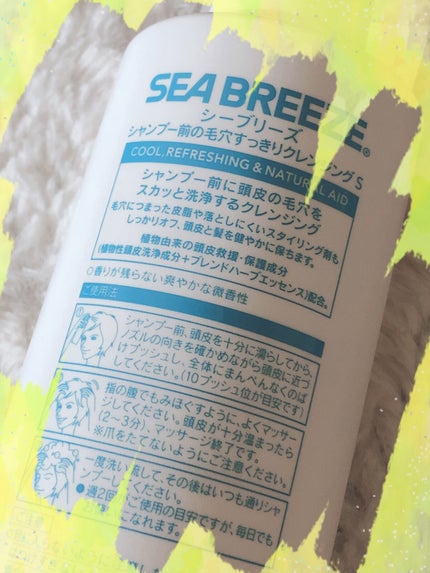 SEA BREEZE®
シーブリーズ
シャンプー前の毛穴すっきりクレンジングS
COOL, REFRESHING & NATURAL AID
シャンプー前に頭皮の毛穴を
スカッと洗浄するクレンジング
毛穴につまった皮脂や落としにくいスタイリング剤も
しっかりオフ、頭皮と髪を健やかに保ちます。
植物由来の頭皮救援・保護成分
(植物性頭皮洗浄成分+ブレンドハーブエッセンス)配合。
○香りが残らない爽やかな微香性
ご使用法
シャンプー前、頭皮を十分に濡らしてから、
ノズルの向きを確かめながら頭皮に近づ
けプッシュし、全体にまんべんなくのば
してください。(10プッシュ位が目安です)
指の腹でもみほぐすように、よくマッサー
ジしてください。頭皮が十分温まったら
(2~3分)、マッサージ終了です。
※爪をたてないようにご注意ください。
一度洗い流して、その後はいつも通りシャ
ンプーしてください。
●週2回 ご使用の目安ですが、毎日でも
こなれます。